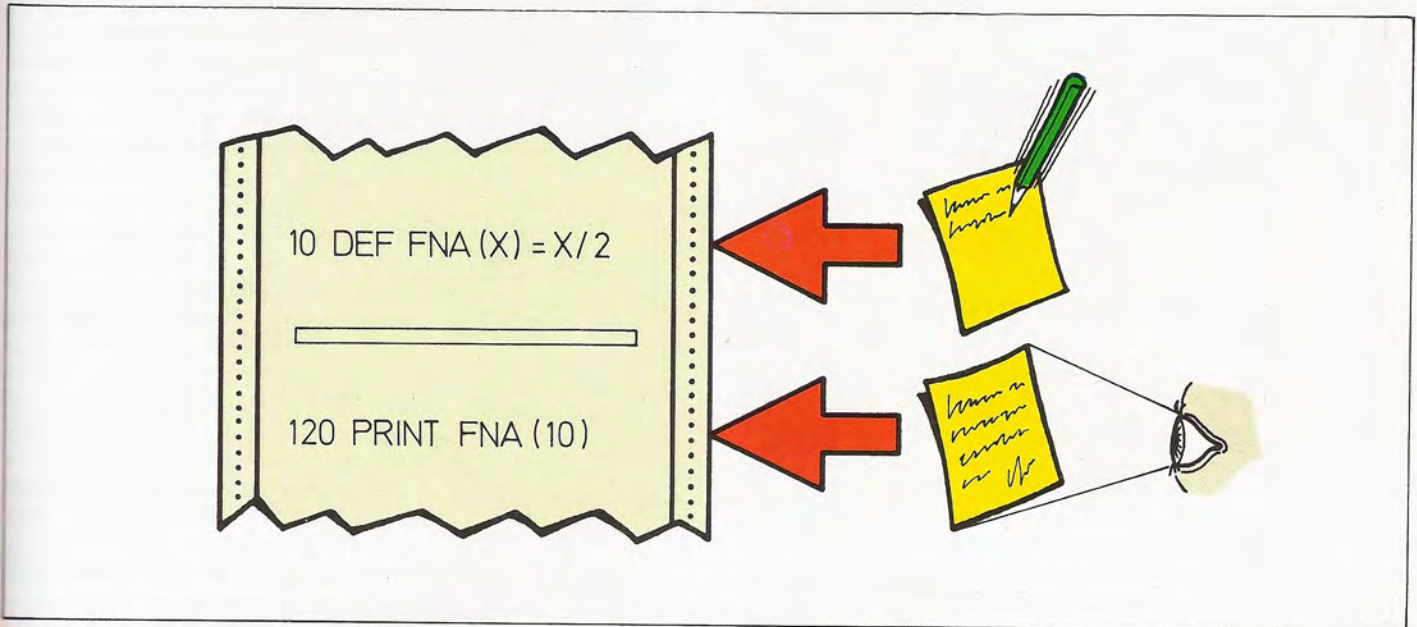 10 DEF FNA (X) = X/2
120 PRINT FNA (10)